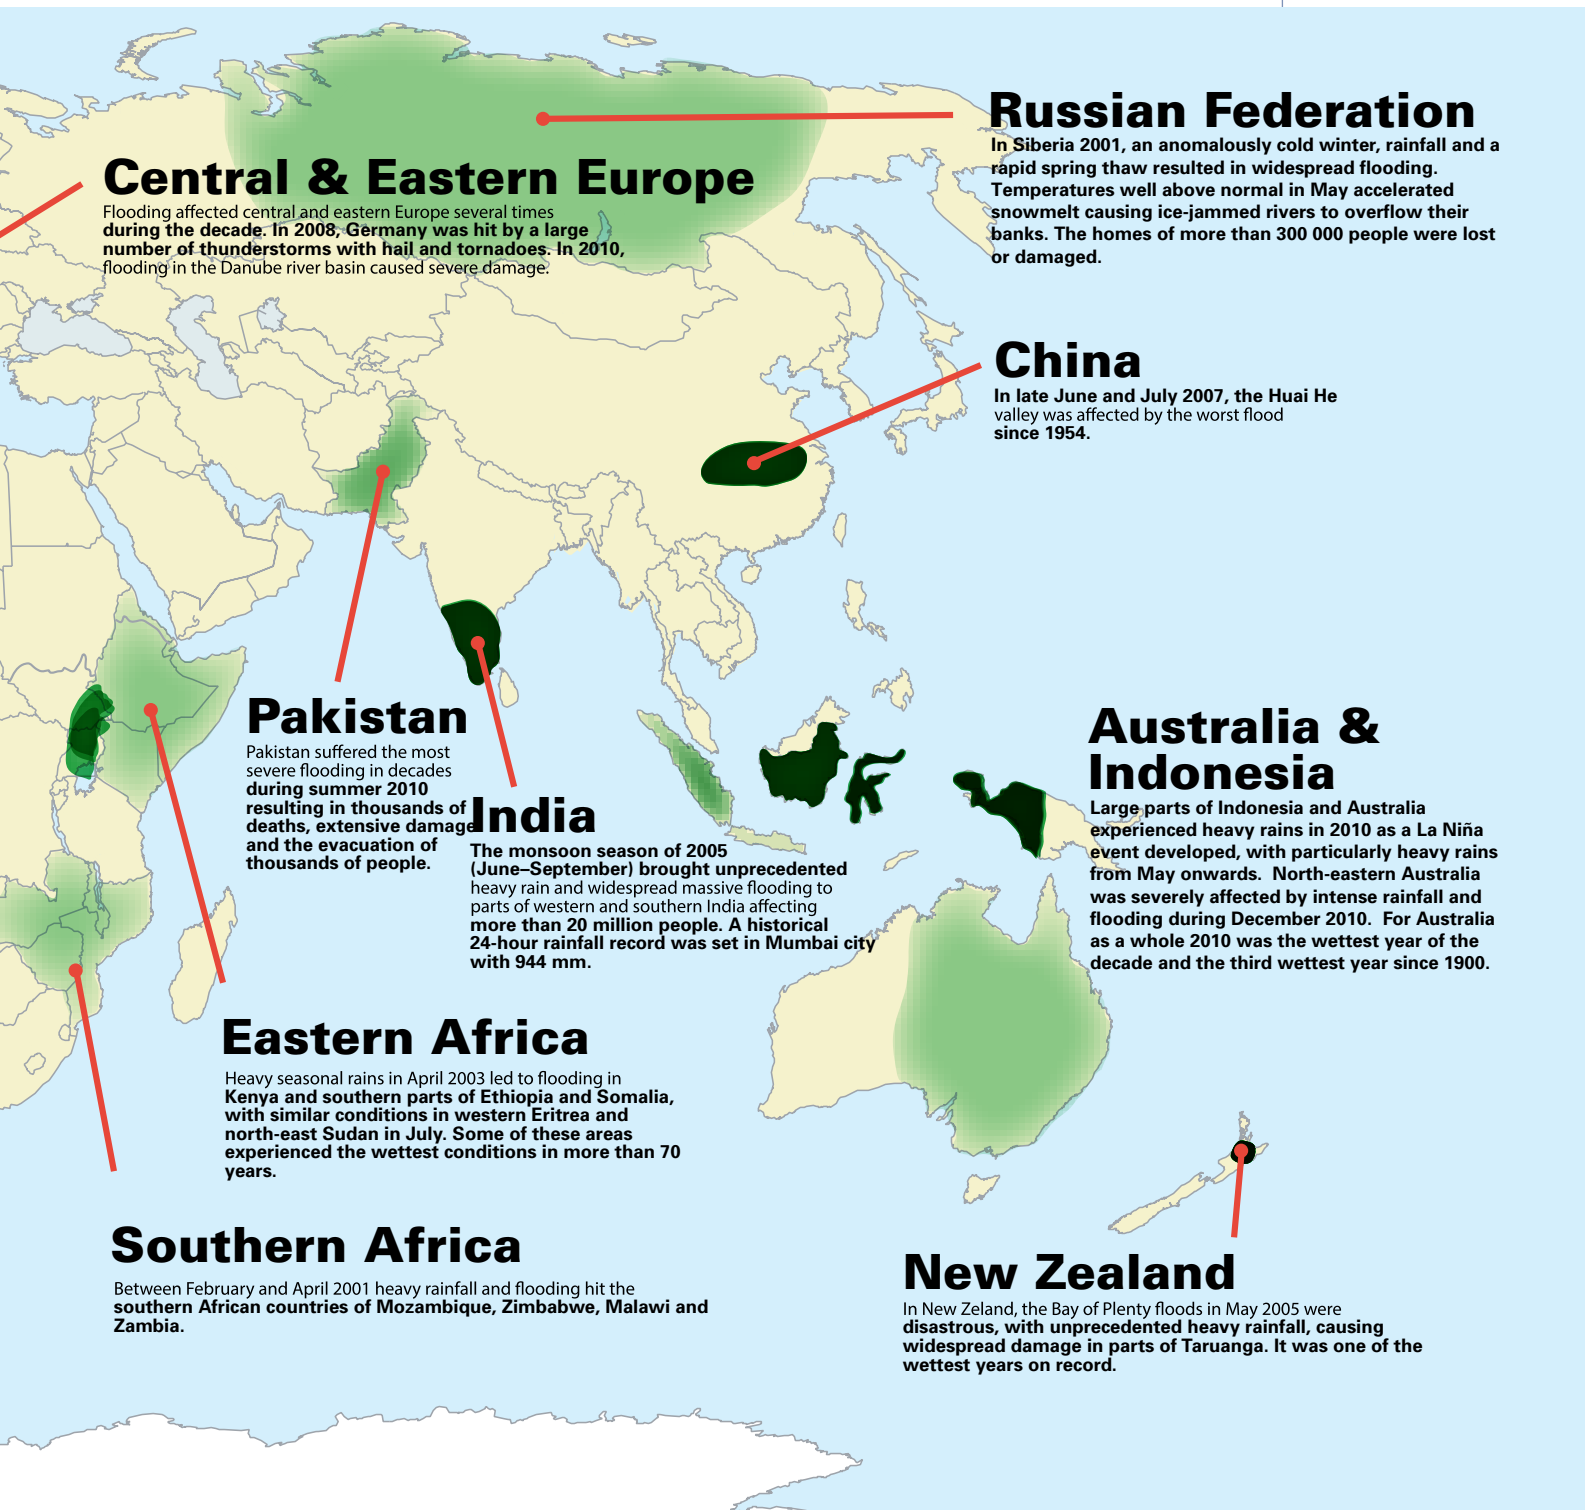 Russian Federation
In Siberia 2001, an anomalously cold winter, rainfall and a
rapid spring thaw resulted in widespread flooding.
Temperatures well above normal in May accelerated
snowmelt causing ice-jammed rivers to overflow their
banks. The homes of more than 300 000 people were lost
or damaged.
Central & Eastern Europe
Flooding affected central and eastern Europe several times
during the decade. In 2008, Germany was hit by a large
number of thunderstorms with hail and tornadoes. In 2010,
flooding in the Danube river basin caused severe damage.
China
In late June and July 2007, the Huai He
valley was affected by the worst flood
since 1954.
Pakistan
Pakistan suffered the most
severe flooding in decades
during summer 2010
resulting in thousands of
deaths, extensive damage
and the evacuation of
thousands of people.
India
The monsoon season of 2005
(June–September) brought unprecedented
heavy rain and widespread massive flooding to
parts of western and southern India affecting
more than 20 million people. A historical
24-hour rainfall record was set in Mumbai city
with 944 mm.
Australia &
Indonesia
Large parts of Indonesia and Australia
experienced heavy rains in 2010 as a La Niña
event developed, with particularly heavy rains
from May onwards. North-eastern Australia
was severely affected by intense rainfall and
flooding during December 2010. For Australia
as a whole 2010 was the wettest year of the
decade and the third wettest year since 1900.
Eastern Africa
Heavy seasonal rains in April 2003 led to flooding in
Kenya and southern parts of Ethiopia and Somalia,
with similar conditions in western Eritrea and
north-east Sudan in July. Some of these areas
experienced the wettest conditions in more than 70
years.
Southern Africa
Between February and April 2001 heavy rainfall and flooding hit the
southern African countries of Mozambique, Zimbabwe, Malawi and
Zambia.
New Zealand
In New Zeland, the Bay of Plenty floods in May 2005 were
disastrous, with unprecedented heavy rainfall, causing
widespread damage in parts of Taruanga. It was one of the
wettest years on record.